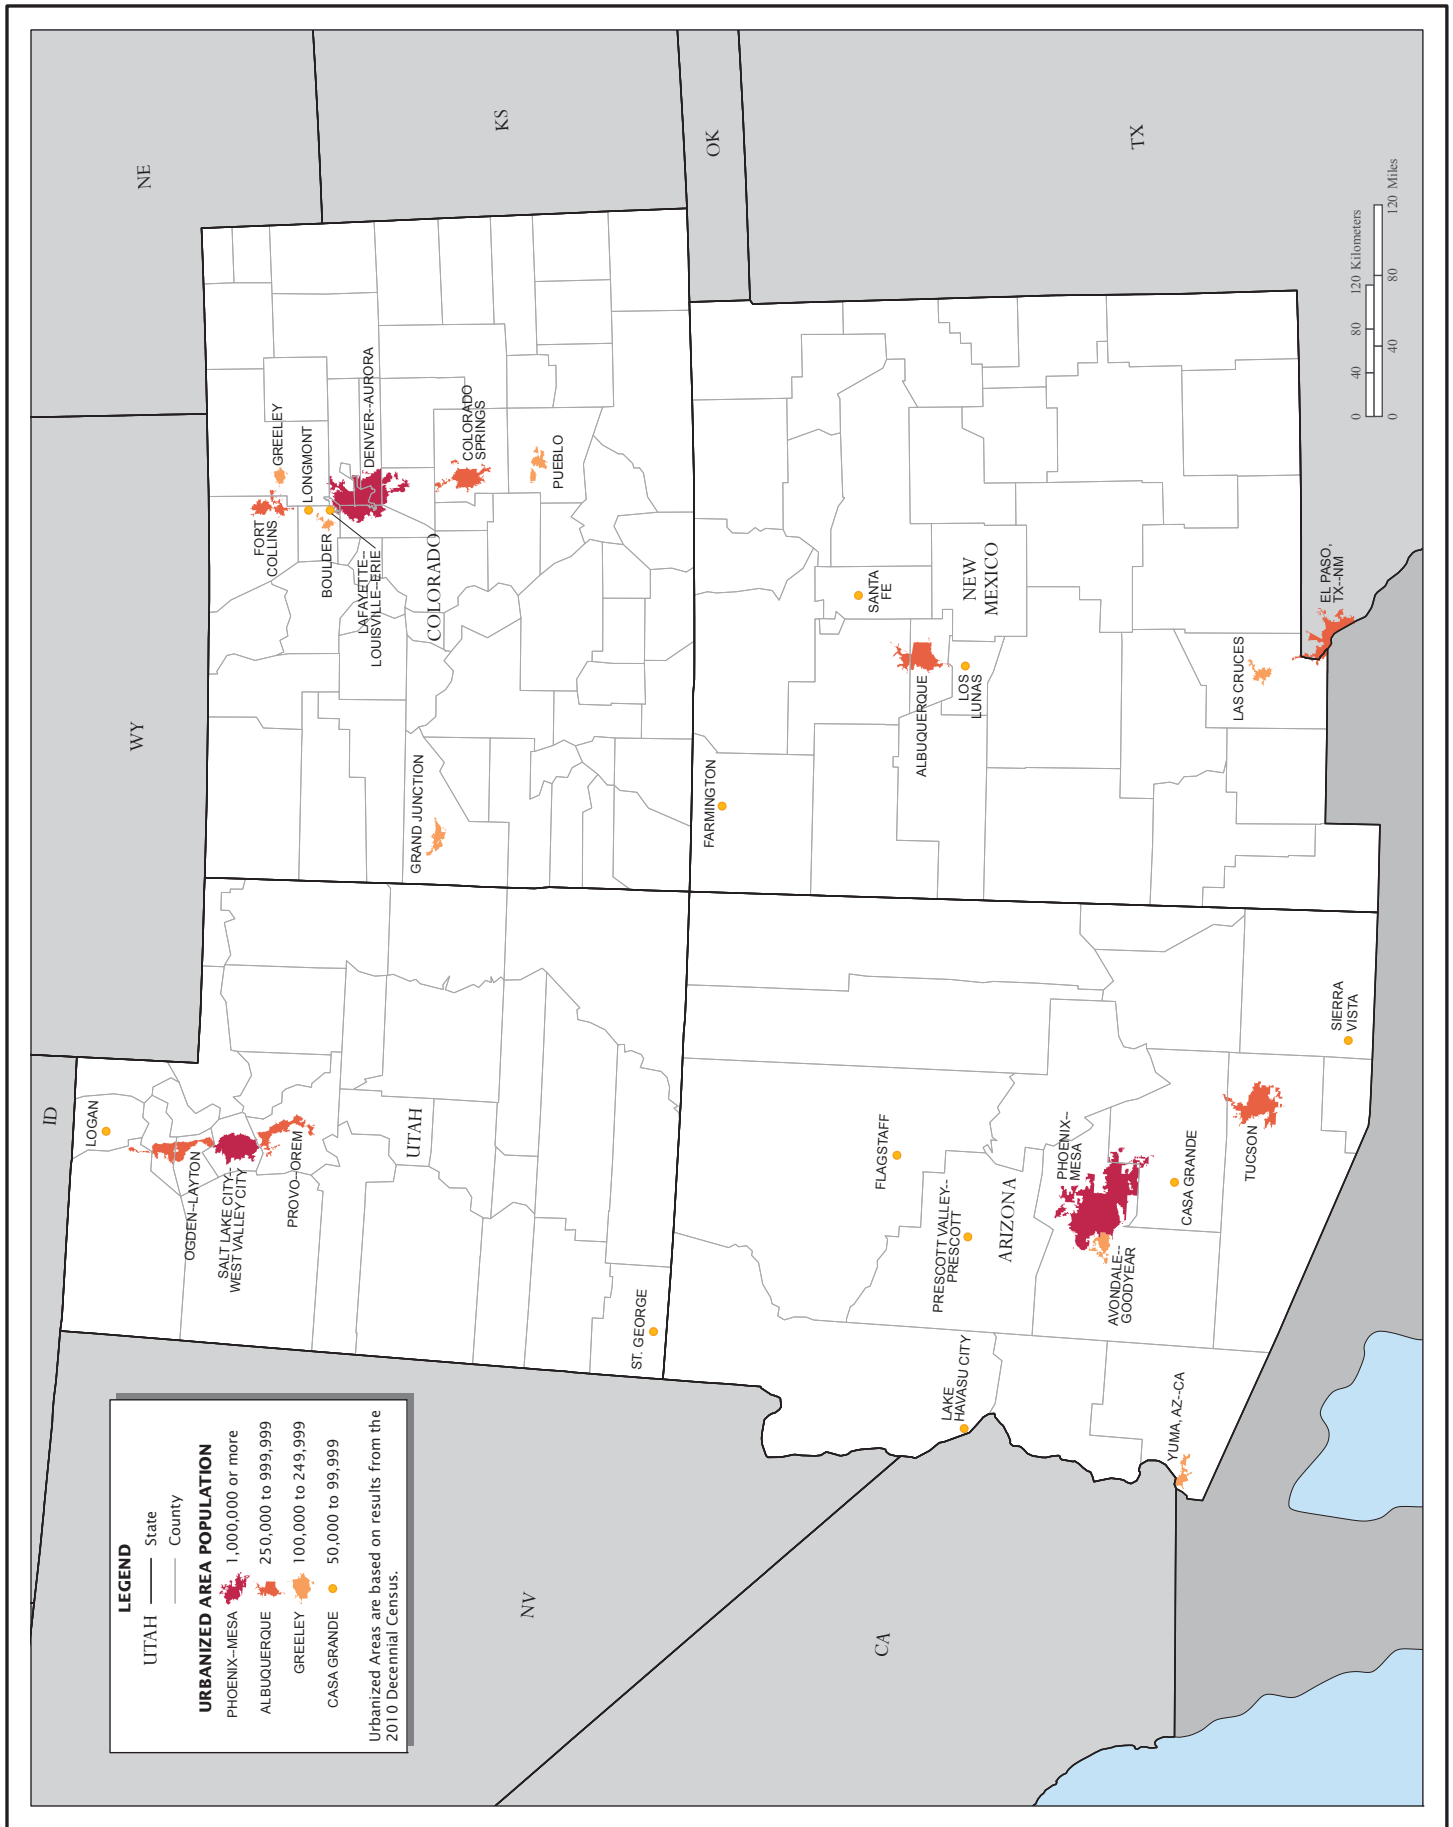 LEGEND
UTAH State
County
URBANIZED AREA POPULATION
PHOENIX--MESA 1,000,000 or more
ALBUQUERQUE 250,000 to 999,999
GREELEY 100,000 to 249,999
CASA GRANDE 50,000 to 99,999
Urbanized Areas are based on results from the
2010 Decennial Census.
ID
WY
NE
KS
OK
TX
NV
CA
UTAH
LOGAN
OGDEN--LAYTON
SALT LAKE CITY--
WEST VALLEY CITY
PROVO--OREM
ST. GEORGE
COLORADO
FORT
COLLINS
GREELEY
LONGMONT
BOULDER
LAFAYETTE--
LOUISVILLE--ERIE
DENVER--AURORA
COLORADO
SPRINGS
PUEBLO
GRAND JUNCTION
ARIZONA
FLAGSTAFF
PRESCOTT VALLEY--
PRESCOTT
LAKE
HAVASU CITY
PHOENIX--
MESA
AVONDALE--
GOODYEAR
CASA GRANDE
YUMA, AZ--CA
TUCSON
SIERRA
VISTA
NEW
MEXICO
FARMINGTON
SANTA
FE
ALBUQUERQUE
LOS
LUNAS
LAS CRUCES
EL PASO,
TX--NM
0 40 80 120 Kilometers
0 40 80 120 Miles